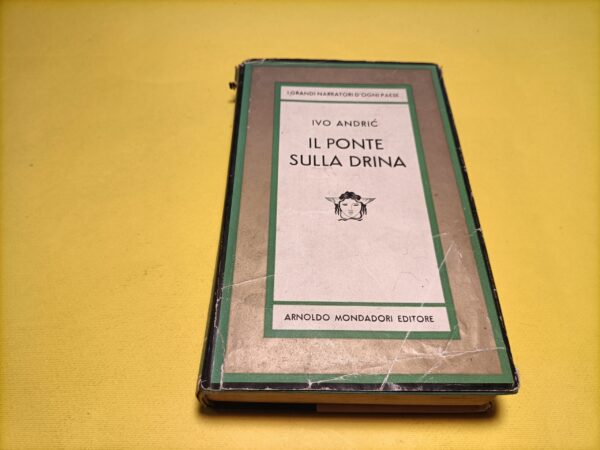 I GRANDI NARRATORI D'OGNI PAESE
IVO ANDRIĆ
IL PONTE
SULLA DRINA
ARNOLDO MONDADORI EDITORE